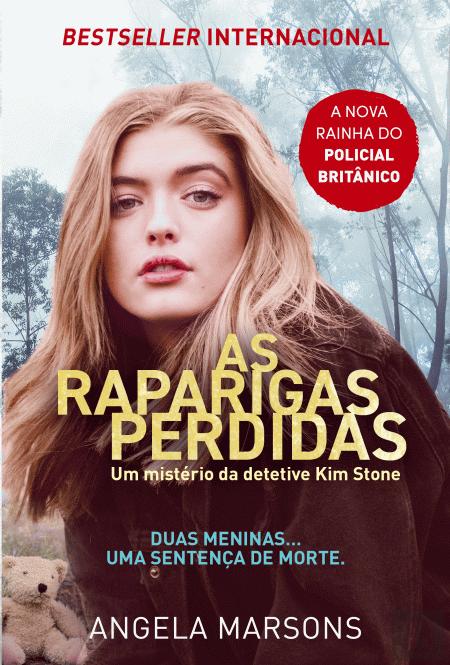 BESTSELLER INTERNACIONAL
A NOVA
RAINHA DO
POLICIAL
BRITÂNICO
AS
RAPARIGAS
PERDIDAS
Um mistério da detetive Kim Stone
DUAS MENINAS...
UMA SENTENÇA DE MORTE.
ANGELA MARSONS